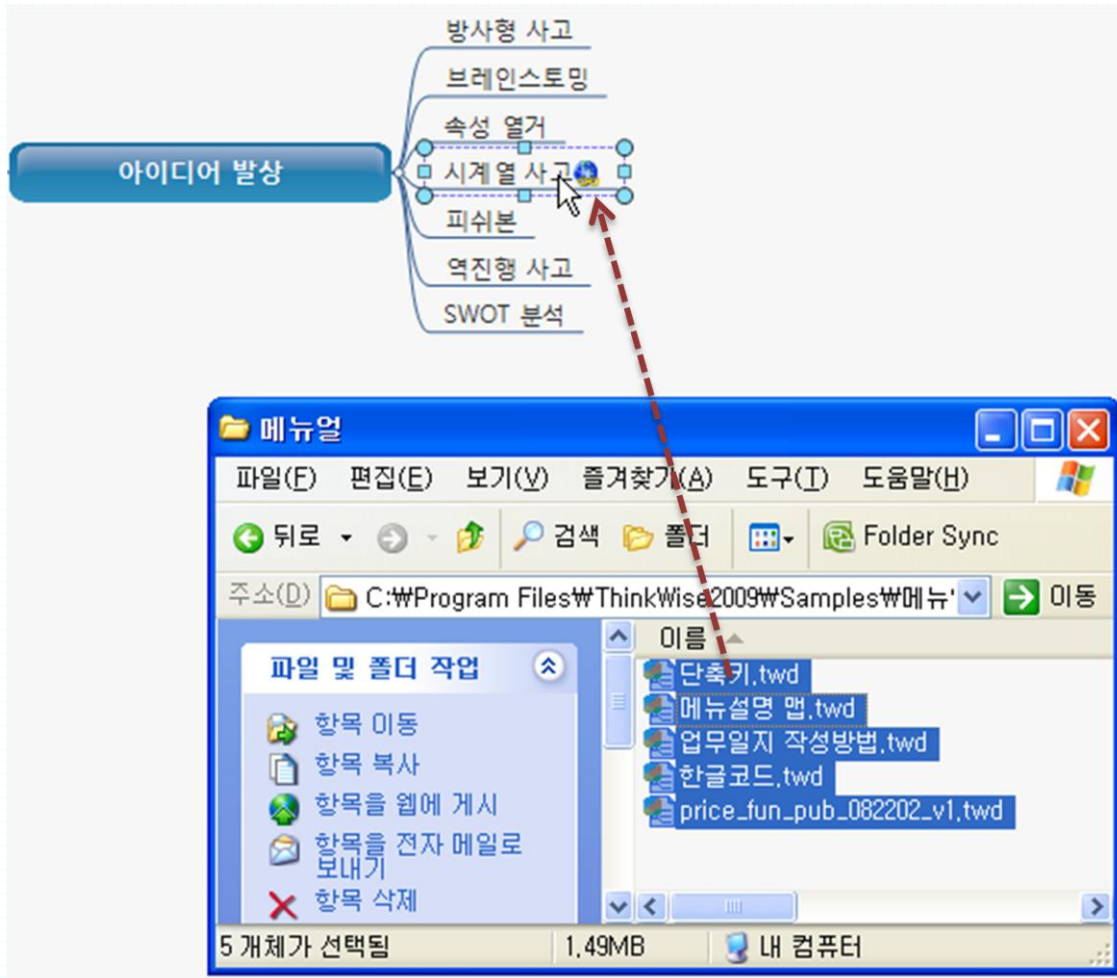 방사형 사고
브레인스토밍
속성 열거
아이디어 발상
시계열 사고
피쉬본
역진행 사고
SWOT 분석
메뉴얼
파일(F) 편집(E) 보기(V) 즐겨찾기(A) 도구(T) 도움말(H)
뒤로 검색 폴더 Folder Sync
주소(D) C:₩Program Files₩ThinkWise2009₩Samples₩메뉴 이동
이름
파일 및 폴더 작업
단축키.twd
메뉴설명 맵.twd
항목 이동
업무일지 작성방법.twd
항목 복사
한글코드.twd
항목을 웹에 게시
price_fun_pub_082202_v1.twd
항목을 전자 메일로
보내기
항목 삭제
5 개체가 선택됨 1.49MB 내 컴퓨터